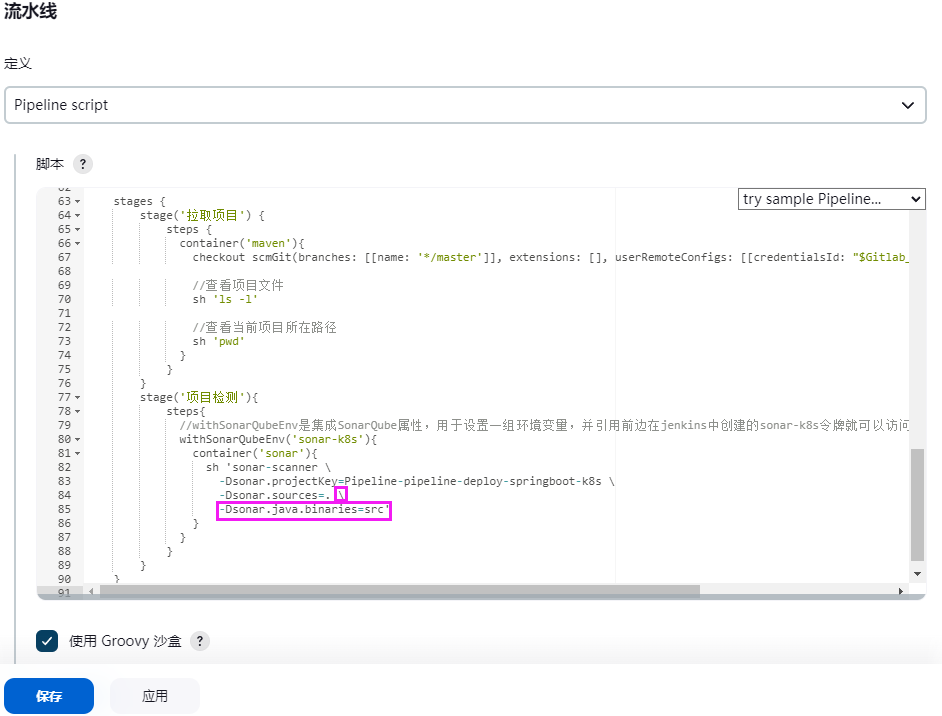 流水线
定义
Pipeline script
脚本 ?
try sample Pipeline...
62
63 stages {
64 stage('拉取项目') {
65 steps {
66 container('maven'){
67 checkout scmGit(branches: [[name: '*/master']], extensions: [], userRemoteConfigs: [[credentialsId: "$Gitlab_
68
69 //查看项目文件
70 sh 'ls -l'
71
72 //查看当前项目所在路径
73 sh 'pwd'
74 }
75 }
76 }
77 stage('项目检测'){
78 steps{
79 //withSonarQubeEnv是集成SonarQube属性，用于设置一组环境变量，并引用前边在jenkins中创建的sonar-k8s令牌就可以访问
80 withSonarQubeEnv('sonar-k8s'){
81 container('sonar'){
82 sh 'sonar-scanner \
83 -Dsonar.projectKey=Pipeline-pipeline-deploy-springboot-k8s \
84 -Dsonar.sources=. \
85 -Dsonar.java.binaries=src'
86 }
87 }
88 }
89 }
90 }
91
使用 Groovy 沙盒 ?
保存 应用